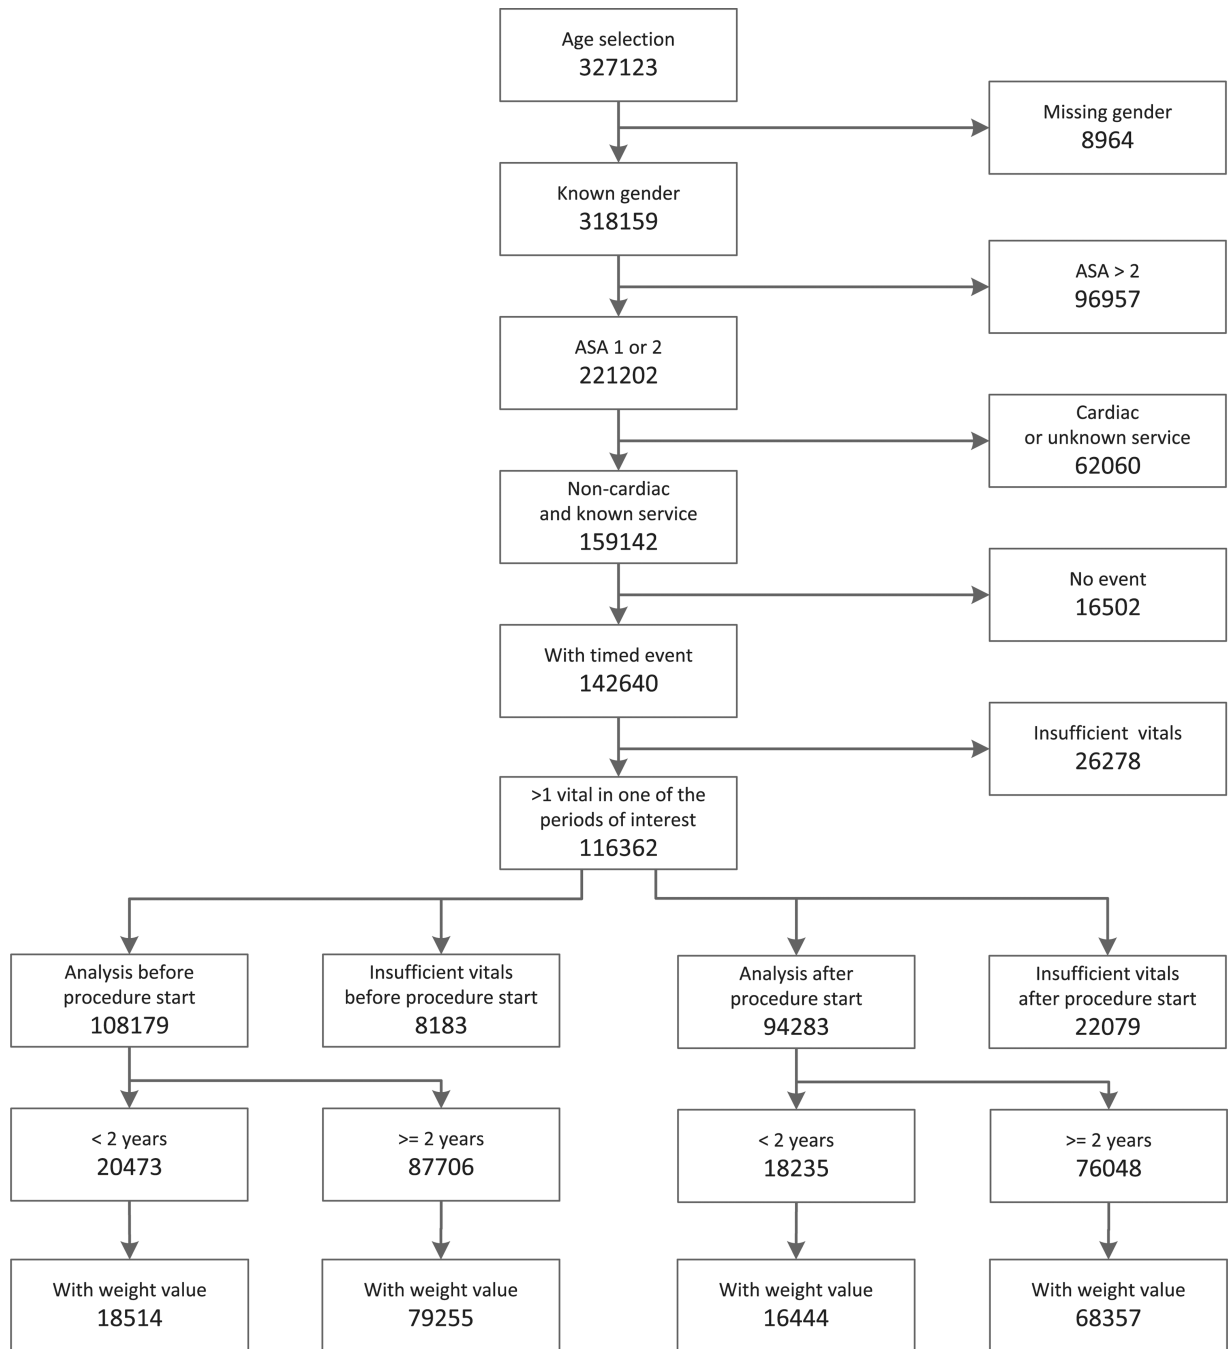 Age selection
327123
Missing gender
8964
Known gender
318159
ASA > 2
96957
ASA 1 or 2
221202
Cardiac
or unknown service
62060
Non-cardiac
and known service
159142
No event
16502
With timed event
142640
Insufficient vitals
26278
>1 vital in one of the
periods of interest
116362
Analysis before
procedure start
108179
Insufficient vitals
before procedure start
8183
Analysis after
procedure start
94283
Insufficient vitals
after procedure start
22079
< 2 years
20473
>= 2 years
87706
< 2 years
18235
>= 2 years
76048
With weight value
18514
With weight value
79255
With weight value
16444
With weight value
68357